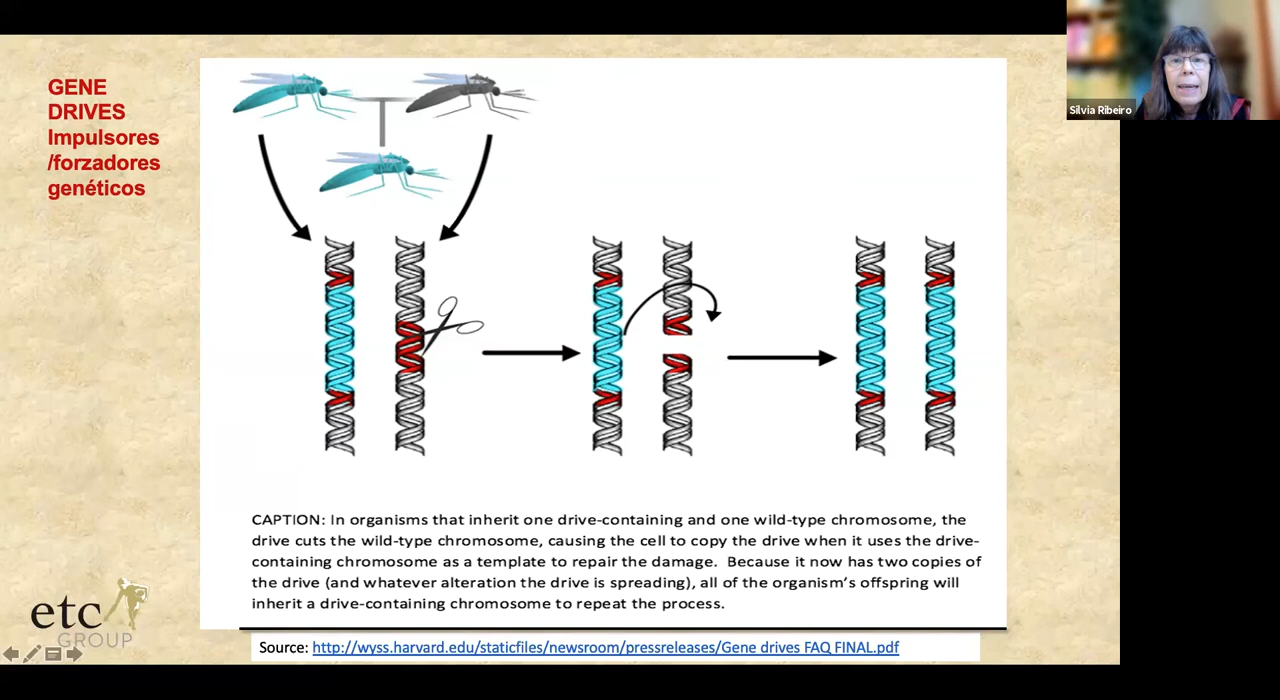 GENE
DRIVES
Impulsores
/forzadores
genéticos
Silvia Ribeiro
CAPTION: In organisms that inherit one drive-containing and one wild-type chromosome, the
drive cuts the wild-type chromosome, causing the cell to copy the drive when it uses the drive-
containing chromosome as a template to repair the damage. Because it now has two copies of
the drive (and whatever alteration the drive is spreading), all of the organism's offspring will
inherit a drive-containing chromosome to repeat the process.
etc
GROUP
Source: http://wyss.harvard.edu/staticfiles/newsroom/pressreleases/Gene drives FAQ FINAL.pdf